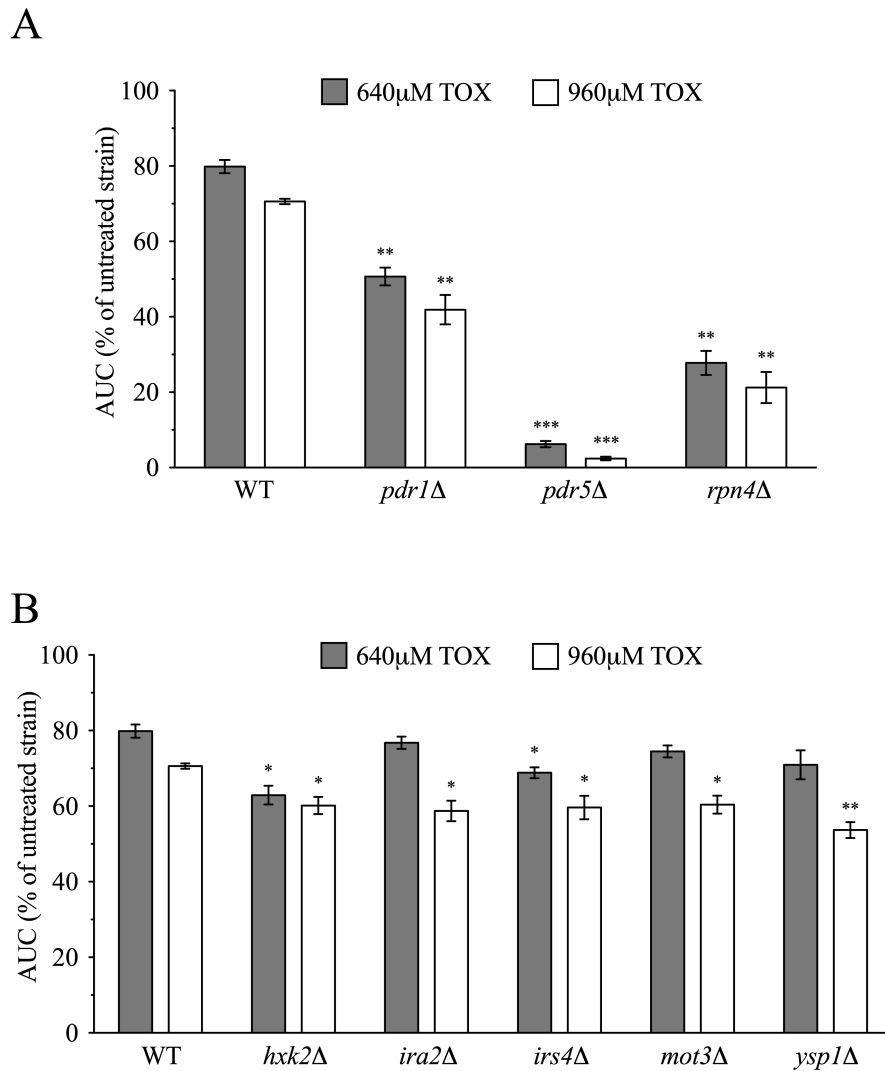 A
640μM TOX 960μM TOX
AUC (% of untreated strain)
100
80
60
40
20
0
** ** *** *** ** **
WT pdr1Δ pdr5Δ rpn4Δ
B
640μM TOX 960μM TOX
AUC (% of untreated strain)
100
80
60
40
20
0
* * * * * * **
WT hxk2Δ ira2Δ irs4Δ mot3Δ ysp1Δ